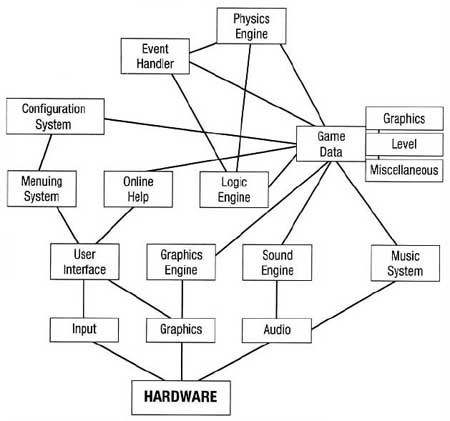 Physics
Engine
Event
Handler
Configuration
System
Game
Data
Graphics
Level
Miscellaneous
Menuing
System
Online
Help
Logic
Engine
User
Interface
Graphics
Engine
Sound
Engine
Music
System
Input
Graphics
Audio
HARDWARE